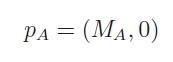 p_A = (M_A, 0)